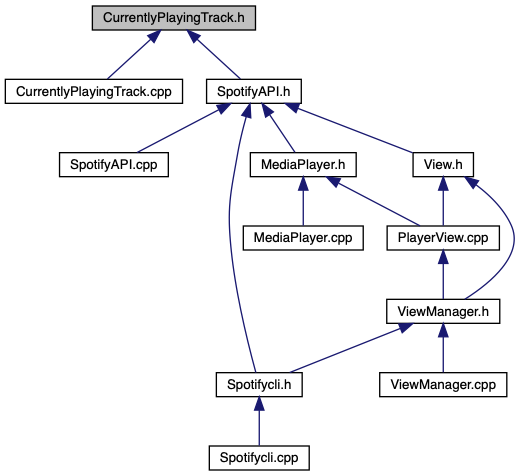 CurrentlyPlayingTrack.h
CurrentlyPlayingTrack.cpp
SpotifyAPI.h
SpotifyAPI.cpp
MediaPlayer.h
View.h
MediaPlayer.cpp
PlayerView.cpp
ViewManager.h
Spotifycli.h
ViewManager.cpp
Spotifycli.cpp